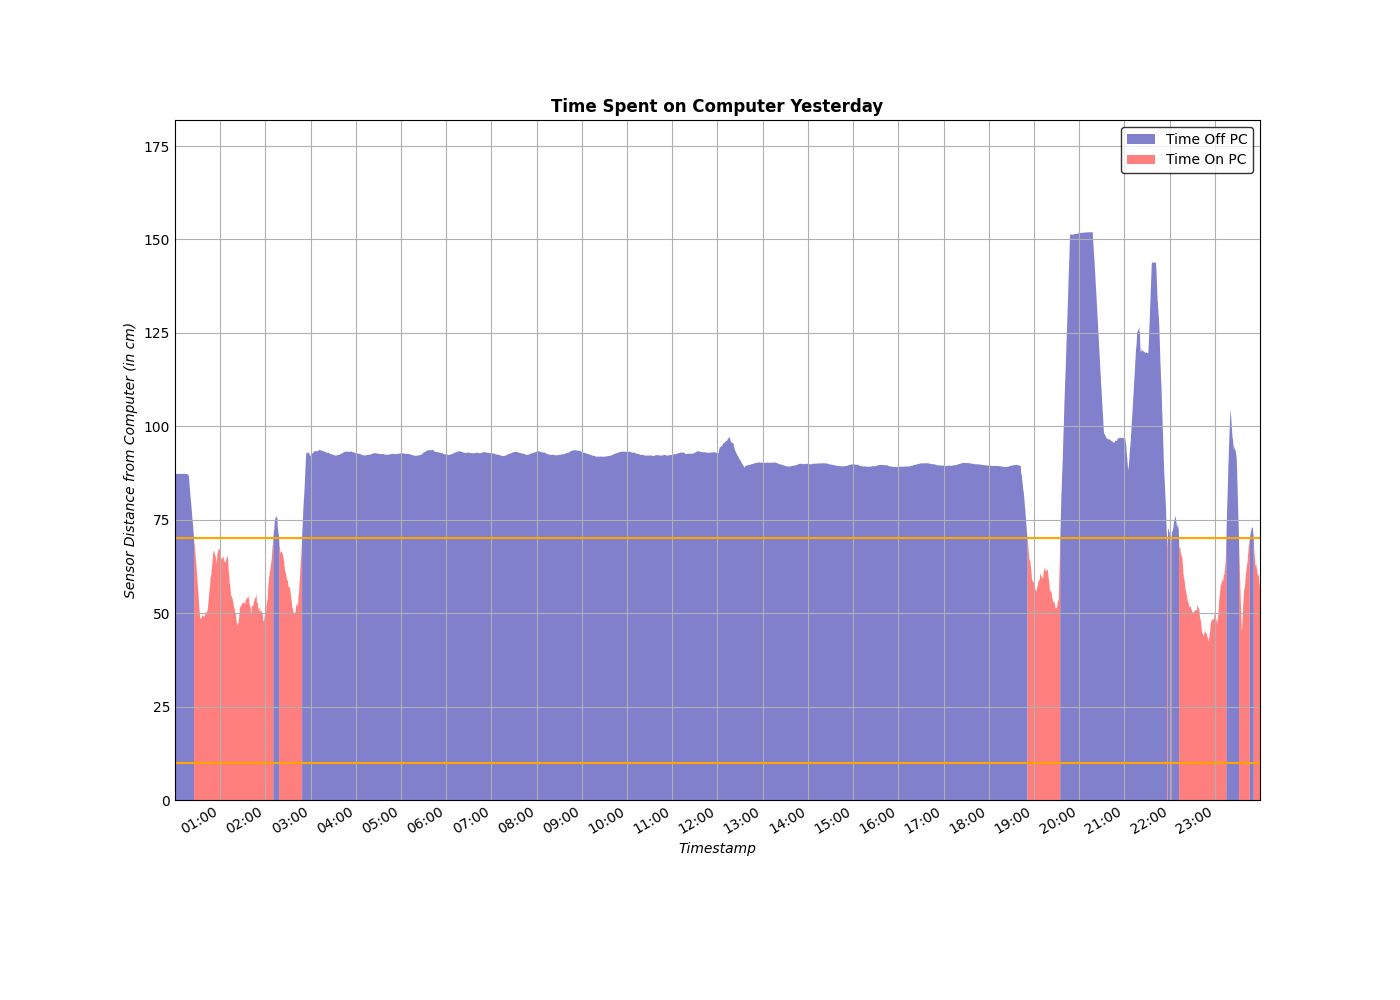 Time Spent on Computer Yesterday
Time Off PC
Time On PC
Sensor Distance from Computer (in cm)
175
150
125
100
75
50
25
0
01:00 02:00 03:00 04:00 05:00 06:00 07:00 08:00 09:00 10:00 11:00 12:00 13:00 14:00 15:00 16:00 17:00 18:00 19:00 20:00 21:00 22:00 23:00
Timestamp